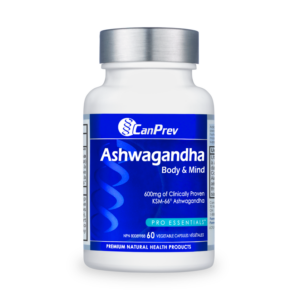 CanPrev
Ashwagandha
Body & Mind
600mg of Clinically Proven
KSM-66® Ashwagandha
PRO ESSENTIALS
60 VEGETABLE CAPSULES VÉGÉTALES
PREMIUM NATURAL HEALTH PRODUCTS